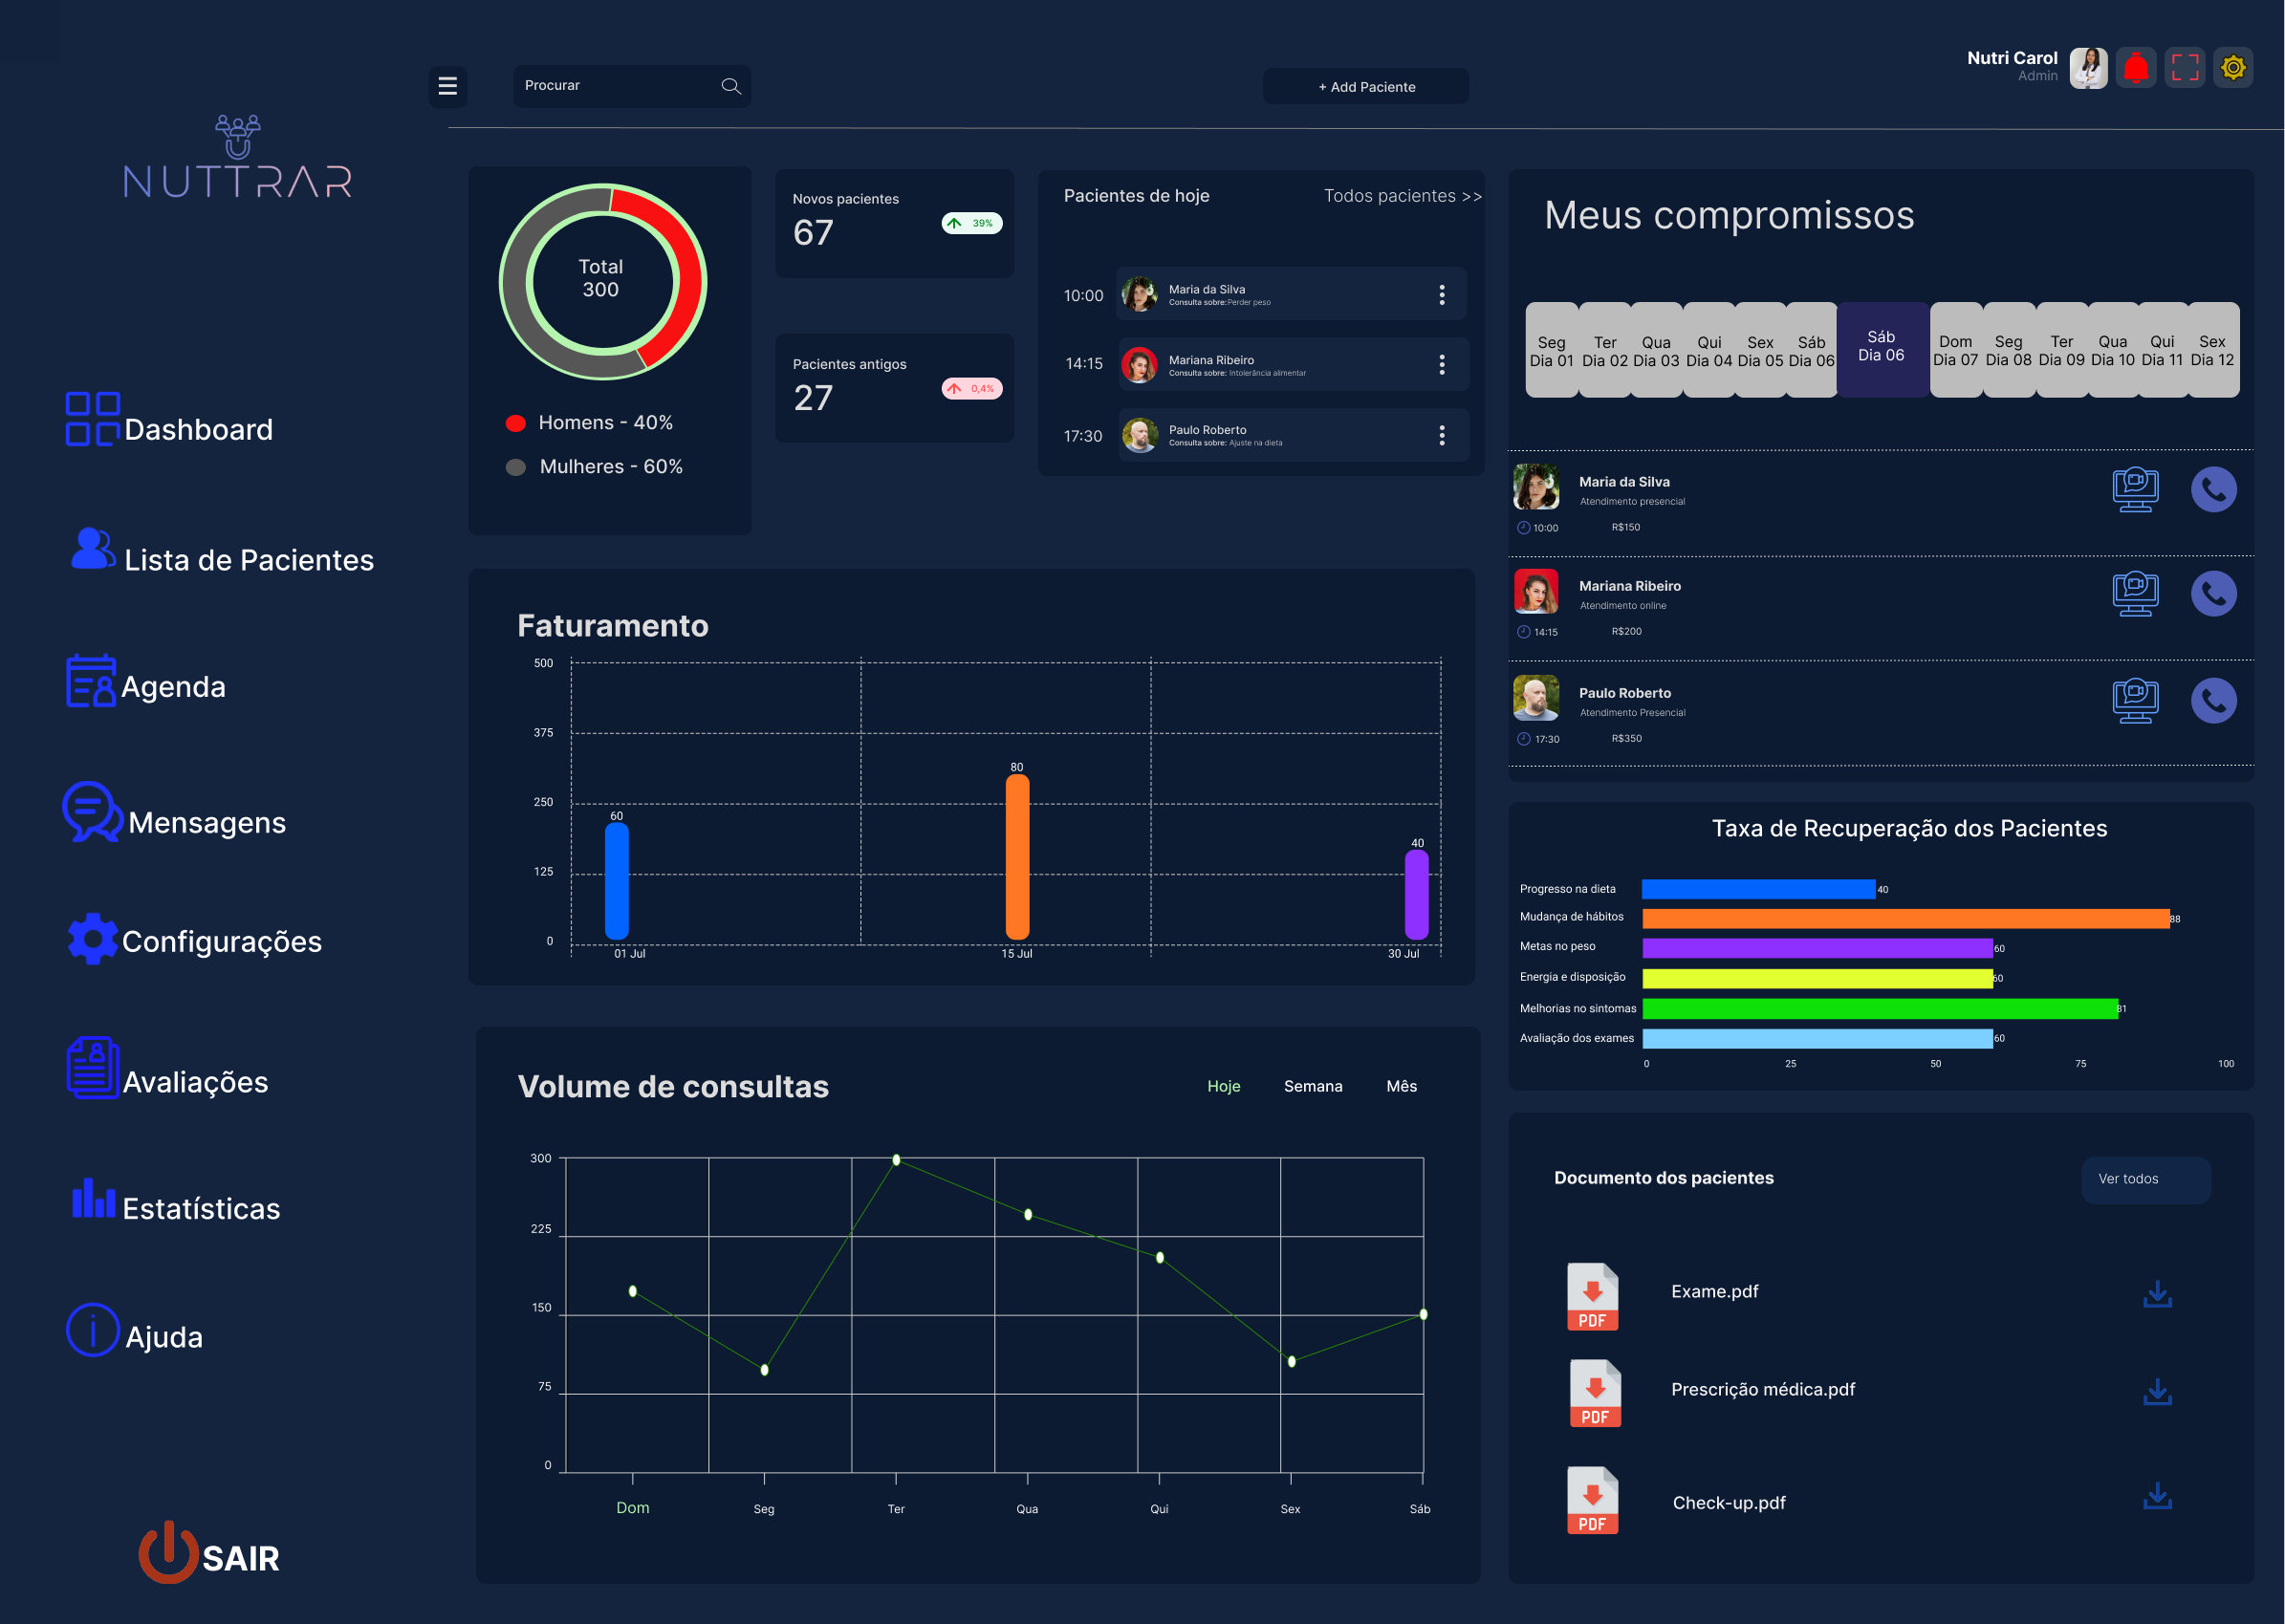 NUTTRAR
Dashboard
Lista de Pacientes
Agenda
Mensagens
Configurações
Avaliações
Estatísticas
Ajuda
SAIR
Procurar
+ Add Paciente
Nutri Carol
Admin
Total
300
Homens - 40%
Mulheres - 60%
Novos pacientes
67
39%
Pacientes antigos
27
0,4%
Pacientes de hoje
Todos pacientes >>
10:00
Maria da Silva
Consulta sobre:Perder peso
14:15
Mariana Ribeiro
Consulta sobre: Intolerância alimentar
17:30
Paulo Roberto
Consulta sobre: Ajuste na dieta
Faturamento
500
375
250
125
0
60
80
40
01 Jul
15 Jul
30 Jul
Volume de consultas
Hoje
Semana
Mês
300
225
150
75
0
Dom
Seg
Ter
Qua
Qui
Sex
Sáb
Meus compromissos
Seg
Dia 01
Ter
Dia 02
Qua
Dia 03
Qui
Dia 04
Sex
Dia 05
Sáb
Dia 06
Sáb
Dia 06
Dom
Dia 07
Seg
Dia 08
Ter
Dia 09
Qua
Dia 10
Qui
Dia 11
Sex
Dia 12
Maria da Silva
Atendimento presencial
10:00
R$150
Mariana Ribeiro
Atendimento online
14:15
R$200
Paulo Roberto
Atendimento Presencial
17:30
R$350
Taxa de Recuperação dos Pacientes
Progresso na dieta
40
Mudança de hábitos
88
Metas no peso
60
Energia e disposição
60
Melhorias no sintomas
81
Avaliação dos exames
60
0
25
50
75
100
Documento dos pacientes
Ver todos
PDF
Exame.pdf
PDF
Prescrição médica.pdf
PDF
Check-up.pdf